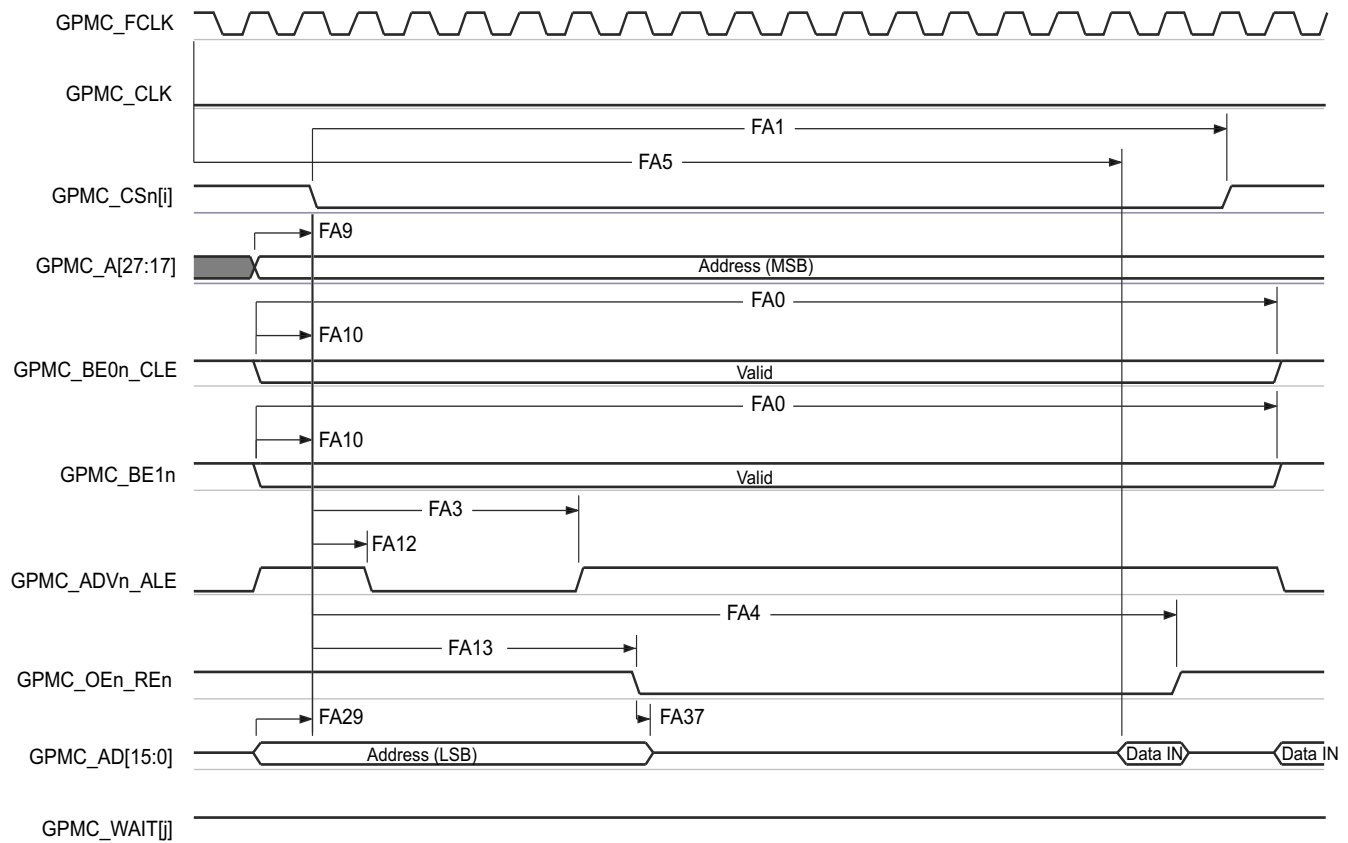 GPMC_FCLK
GPMC_CLK
FA1
FA5
GPMC_CSn[i]
FA9
GPMC_A[27:17]
Address (MSB)
FA0
FA10
GPMC_BE0n_CLE
Valid
FA0
FA10
GPMC_BE1n
Valid
FA3
FA12
GPMC_ADVn_ALE
FA4
FA13
GPMC_OEn_REn
FA29
FA37
GPMC_AD[15:0]
Address (LSB)
Data IN
Data IN
GPMC_WAIT[j]